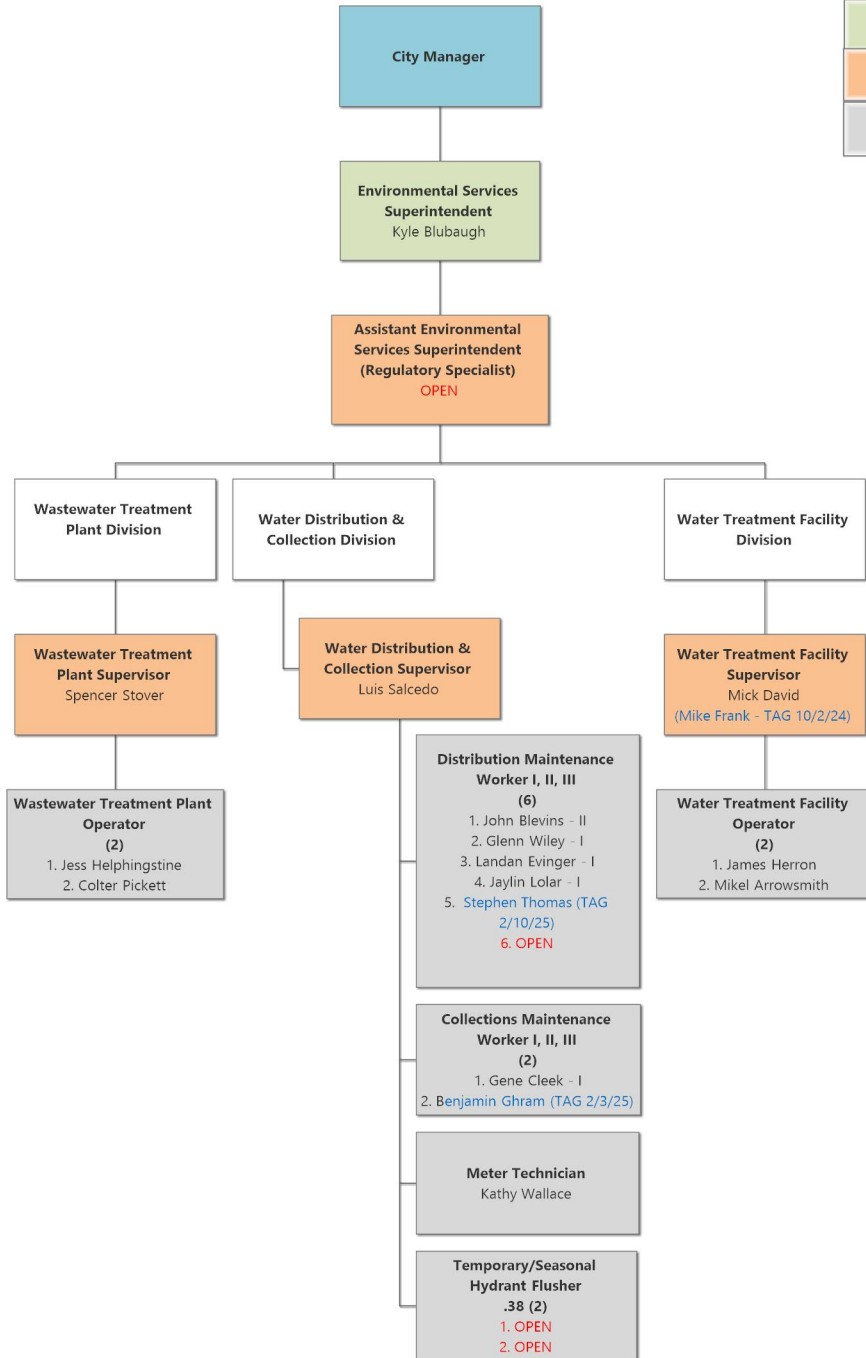 City Manager
Environmental Services
Superintendent
Kyle Blubaugh
Assistant Environmental
Services Superintendent
(Regulatory Specialist)
OPEN
Wastewater Treatment
Plant Division
Water Distribution &
Collection Division
Water Treatment Facility
Division
Wastewater Treatment
Plant Supervisor
Spencer Stover
Water Distribution &
Collection Supervisor
Luis Salcedo
Water Treatment Facility
Supervisor
Mick David
(Mike Frank - TAG 10/2/24)
Wastewater Treatment Plant
Operator
(2)
1. Jess Helphingstine
2. Colter Pickett
Distribution Maintenance
Worker I, II, III
(6)
1. John Blevins - II
2. Glenn Wiley - I
3. Landan Evinger - I
4. Jaylin Lolar - I
5. Stephen Thomas (TAG
2/10/25)
6. OPEN
Water Treatment Facility
Operator
(2)
1. James Herron
2. Mikel Arrowsmith
Collections Maintenance
Worker I, II, III
(2)
1. Gene Cleek - I
2. Benjamin Ghram (TAG 2/3/25)
Meter Technician
Kathy Wallace
Temporary/Seasonal
Hydrant Flusher
.38 (2)
1. OPEN
2. OPEN